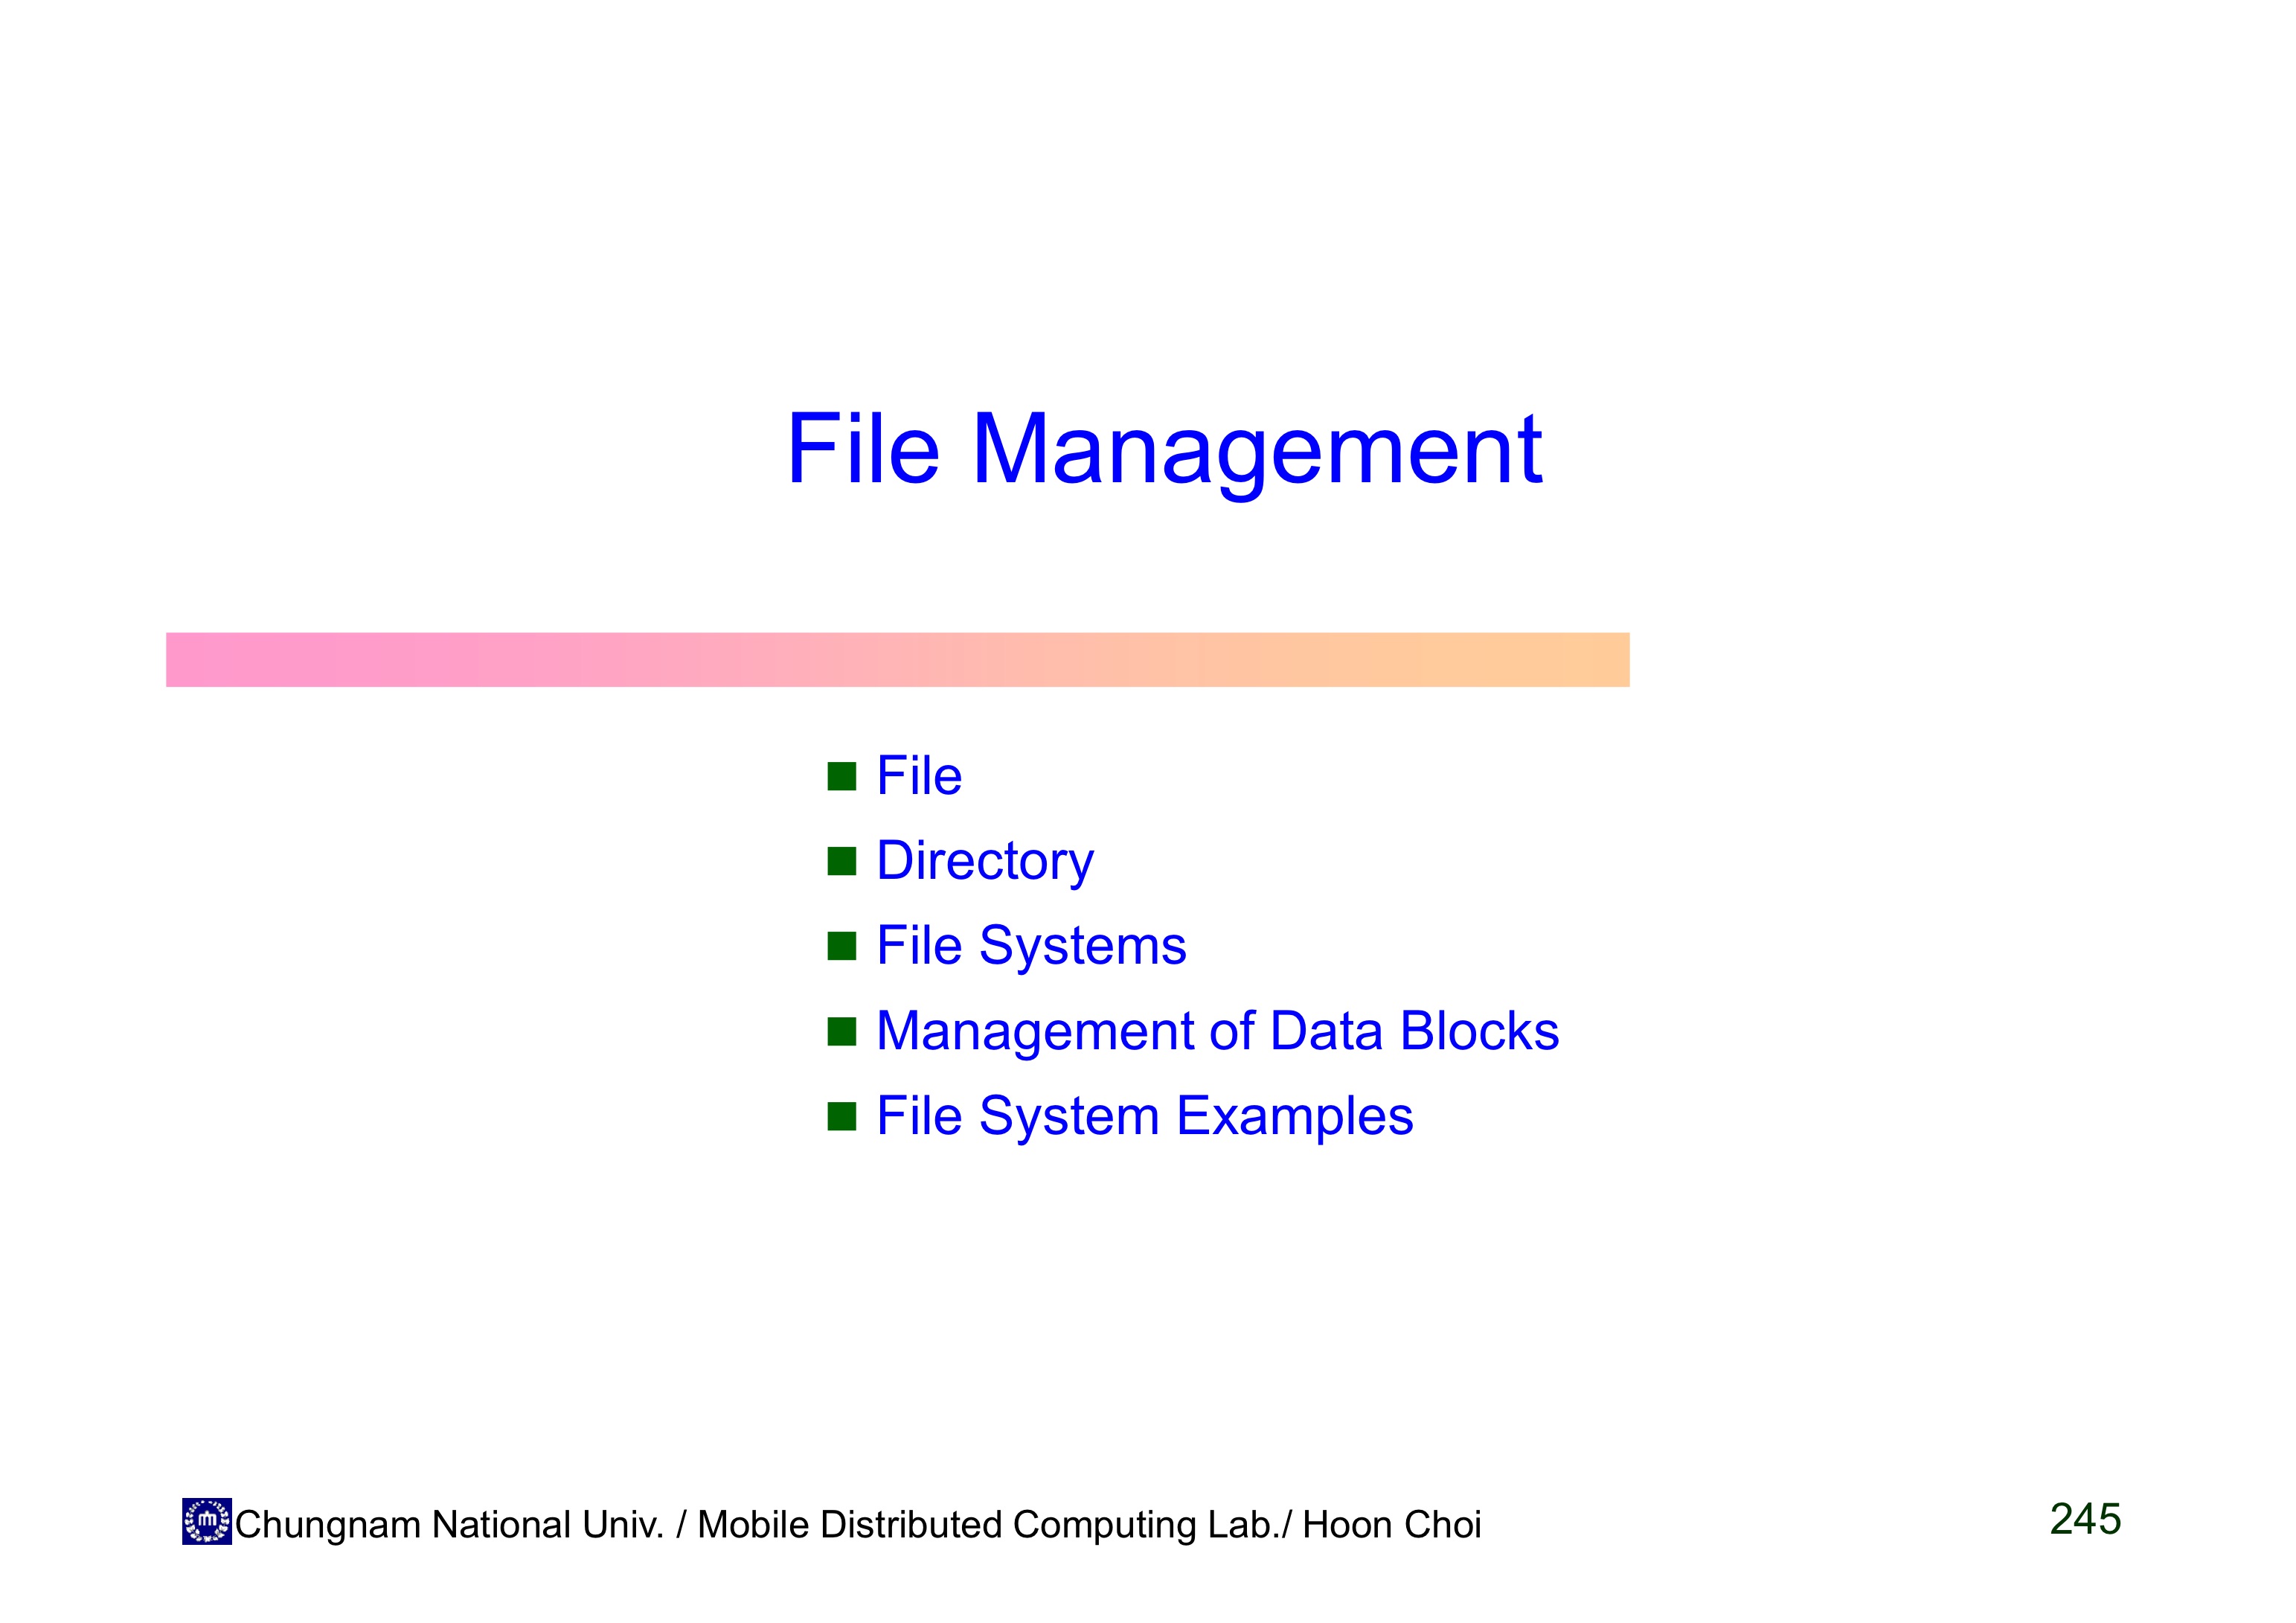 File Management
File
Directory
File Systems
Management of Data Blocks
File System Examples
Chungnam National Univ. / Mobile Distributed Computing Lab./ Hoon Choi
245